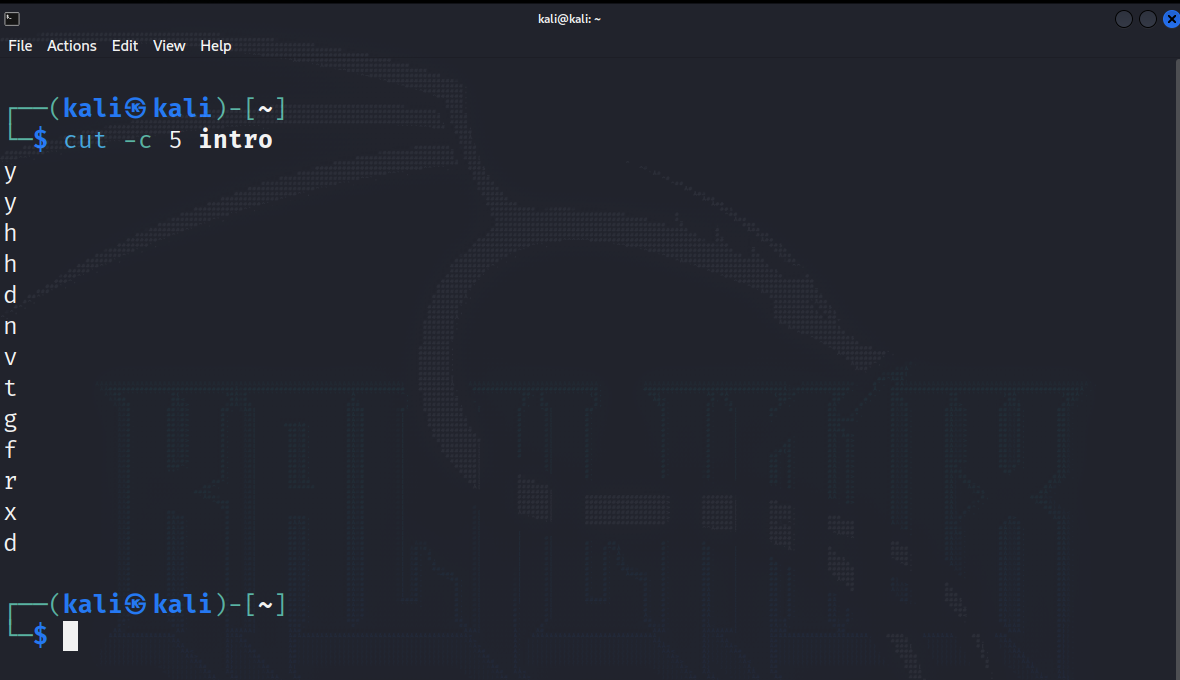 kali@kali: ~
File Actions Edit View Help
┌──(kali㉿kali)-[~]
└─$ cut -c 5 intro
y
y
h
h
d
n
v
t
g
f
r
x
d
┌──(kali㉿kali)-[~]
└─$